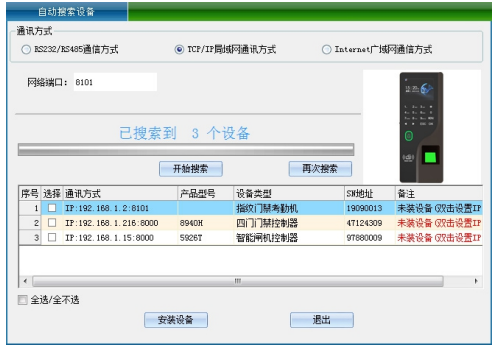 自动搜索设备
通讯方式
RS232/RS485通信方式 TCP/IP局域网通讯方式 Internet广域网通信方式
网络端口: 8101
已搜索到 3 个设备
开始搜索 再次搜索
序号 选择 通讯方式 产品型号 设备类型 SN地址 备注
1 IP:192.168.1.2:8101 指纹门禁考勤机 19090013 未装设备(双击设置IP
2 IP:192.168.1.216:8000 8940H 四门门禁控制器 47124309 未装设备(双击设置IP
3 IP:192.168.1.15:8000 5926T 智能闸机控制器 97880009 未装设备(双击设置IP
全选/全不选
安装设备 退出